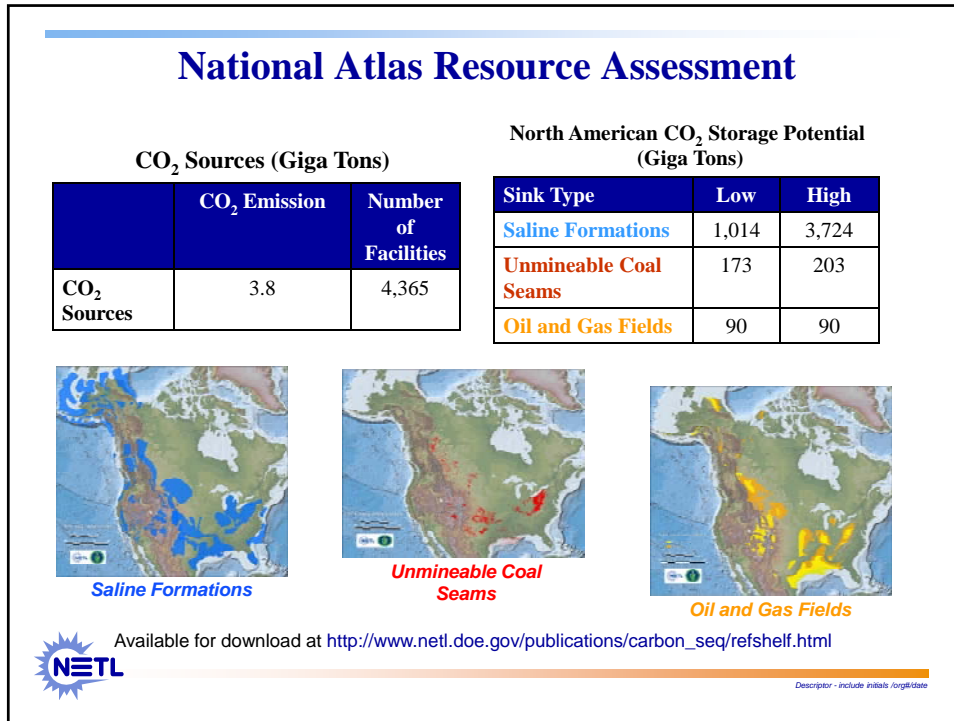 National Atlas Resource Assessment
CO2 Sources (Giga Tons)
CO2 Emission
Number
of
Facilities
CO2
Sources
3.8
4,365
North American CO2 Storage Potential
(Giga Tons)
Sink Type Low High
Saline Formations 1,014 3,724
Unmineable Coal
Seams
173 203
Oil and Gas Fields 90 90
Saline Formations
Unmineable Coal
Seams
Oil and Gas Fields
Available for download at http://www.netl.doe.gov/publications/carbon_seq/refshelf.html
NETL
Descriptor - include initials /org#/date